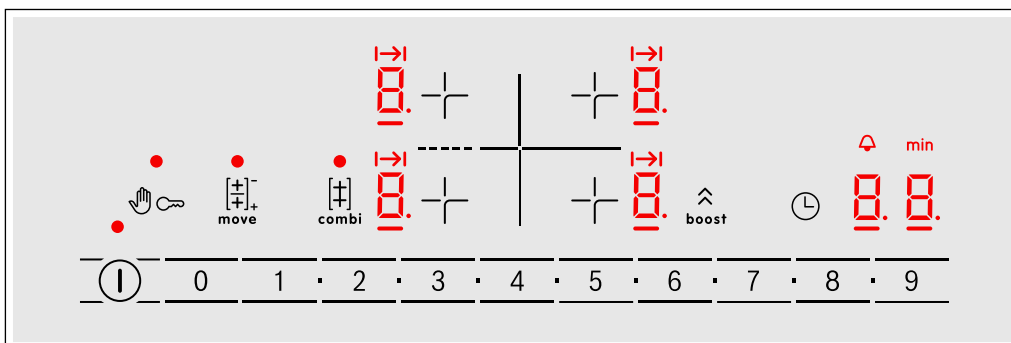 8. 8.
min
8. 8. 8. 8.
move combi boost
0 1 · 2 · 3 · 4 · 5 · 6 · 7 · 8 · 9